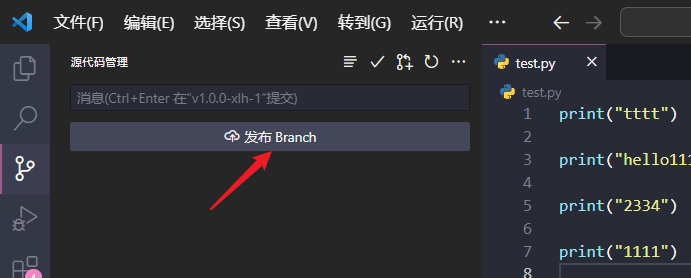 文件(F) 编辑(E) 选择(S) 查看(V) 转到(G) 运行(R) ···
源代码管理
test.py
消息(Ctrl+Enter 在“v1.0.0-xlh-1”提交)
test.py
发布 Branch
1 print("tttt")
2
3 print("hello111
4
5 print("2334")
6
7 print("1111")
8
4